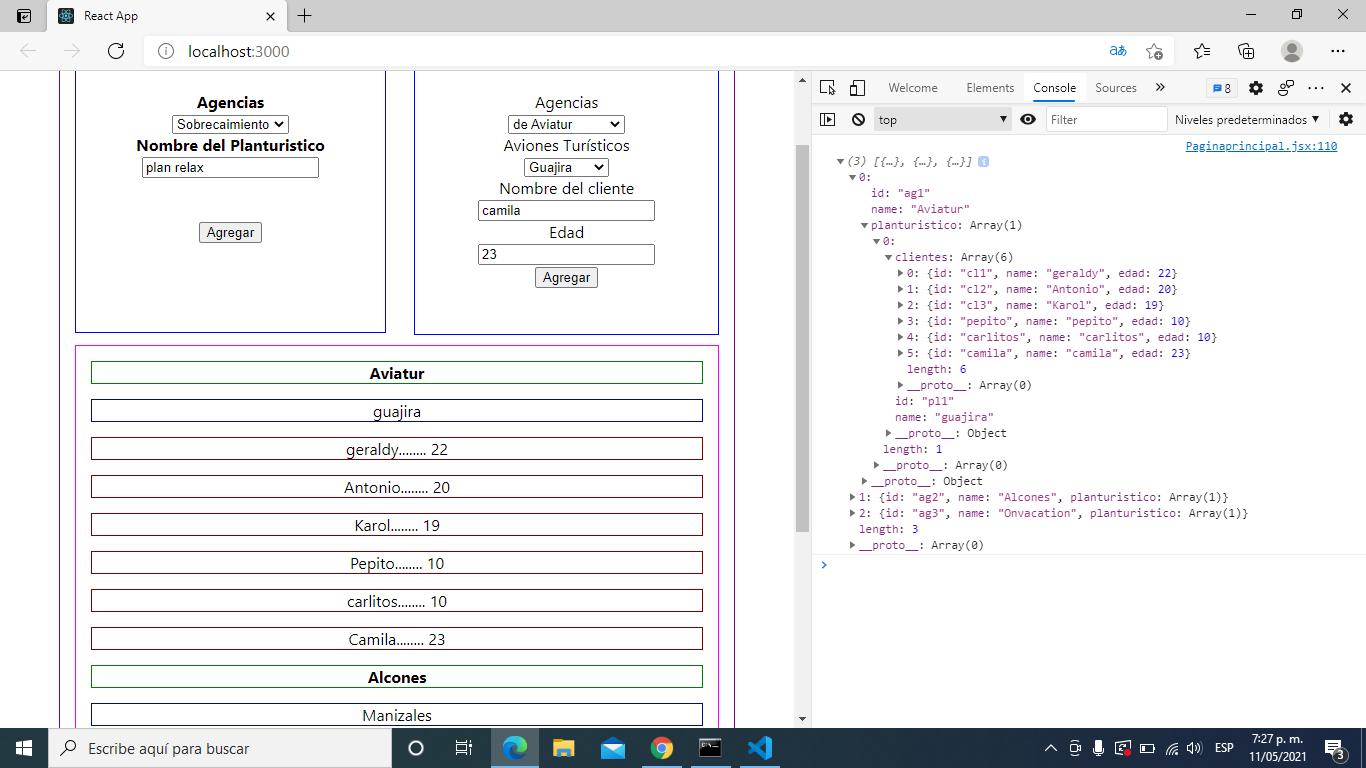 React App
localhost:3000
aあ
Agencias
Sobrecaimiento
Nombre del Planturistico
plan relax
Agregar
Agencias
de Aviatur
Aviones Turísticos
Guajira
Nombre del cliente
camila
Edad
23
Agregar
Aviatur
guajira
geraldy........ 22
Antonio........ 20
Karol........ 19
Pepito........ 10
carlitos........ 10
Camila........ 23
Alcones
Manizales
Welcome
Elements
Console
Sources
8
top
Filter
Niveles predeterminados
Paginaprincipal.jsx:110
(3) [{…}, {…}, {…}] i
0:
id: "ag1"
name: "Aviatur"
planturistico: Array(1)
0:
clientes: Array(6)
0: {id: "cl1", name: "geraldy", edad: 22}
1: {id: "cl2", name: "Antonio", edad: 20}
2: {id: "cl3", name: "Karol", edad: 19}
3: {id: "pepito", name: "pepito", edad: 10}
4: {id: "carlitos", name: "carlitos", edad: 10}
5: {id: "camila", name: "camila", edad: 23}
length: 6
__proto__: Array(0)
id: "pl1"
name: "guajira"
__proto__: Object
length: 1
__proto__: Array(0)
__proto__: Object
1: {id: "ag2", name: "Alcones", planturistico: Array(1)}
2: {id: "ag3", name: "Onvacation", planturistico: Array(1)}
length: 3
__proto__: Array(0)
Escribe aquí para buscar
ESP
7:27 p. m.
11/05/2021
3